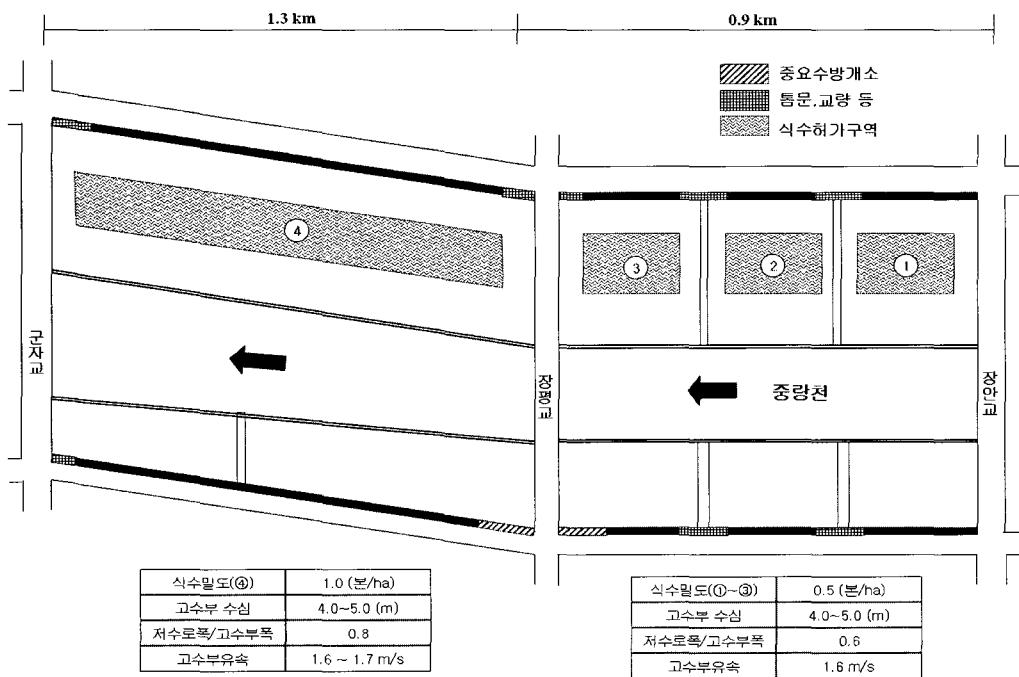 1.3 km
0.9 km
중요수방개소
톰문,교량 등
식수허가구역
④
③
②
①
군자교
장평교
장안교
중랑천
식수밀도(④) 1.0 (본/ha)
고수부 수심 4.0~5.0 (m)
저수로폭/고수부폭 0.8
고수부유속 1.6 ~ 1.7 m/s
식수밀도(①~③) 0.5 (본/ha)
고수부 수심 4.0~5.0 (m)
저수로폭/고수부폭 0.6
고수부유속 1.6 m/s